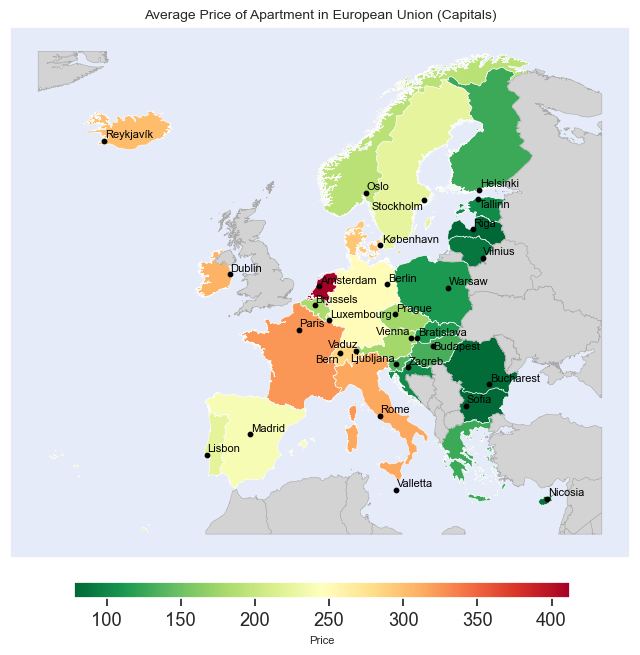 Average Price of Apartment in European Union (Capitals)
Reykjavík
Oslo
Helsinki
Stockholm
Tallinn
Riga
København
Vilnius
Dublin
Amsterdam
Berlin
Warsaw
Brussels
Luxembourg
Prague
Paris
Vienna
Bratislava
Vaduz
Budapest
Bern
Ljubljana
Zagreb
Bucharest
Sofia
Rome
Madrid
Lisbon
Valletta
Nicosia
100 150 200 250 300 350 400
Price